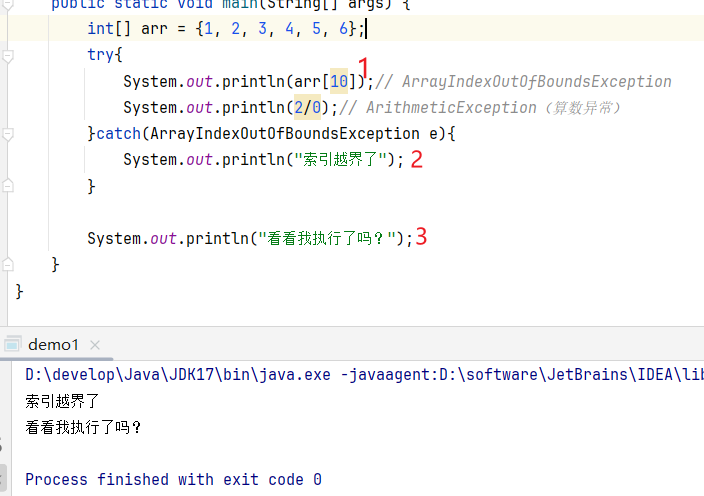 public static void main(String[] args) {
int[] arr = {1, 2, 3, 4, 5, 6};
try{
System.out.println(arr[10]);// ArrayIndexOutOfBoundsException 1
System.out.println(2/0);// ArithmeticException（算数异常）
}catch(ArrayIndexOutOfBoundsException e){
System.out.println("索引越界了"); 2
}
System.out.println("看看我执行了吗？");3
}
}
demo1
D:\develop\Java\JDK17\bin\java.exe -javaagent:D:\software\JetBrains\IDEA\lib
索引越界了
看看我执行了吗？
Process finished with exit code 0